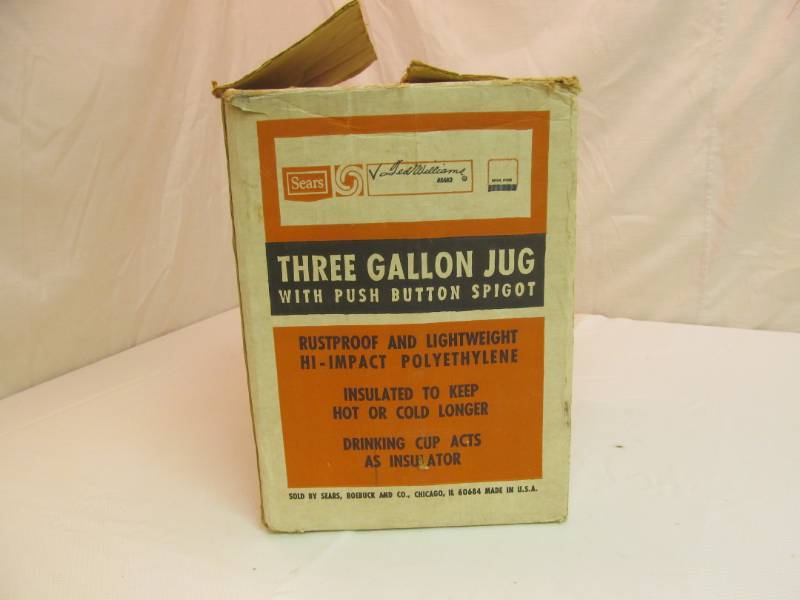 Sears
Ted Williams
THREE GALLON JUG
WITH PUSH BUTTON SPIGOT
RUSTPROOF AND LIGHTWEIGHT
HI-IMPACT POLYETHYLENE
INSULATED TO KEEP
HOT OR COLD LONGER
DRINKING CUP ACTS
AS INSULATOR
SOLD BY SEARS, ROEBUCK AND CO., CHICAGO, IL 60684 MADE IN U.S.A.